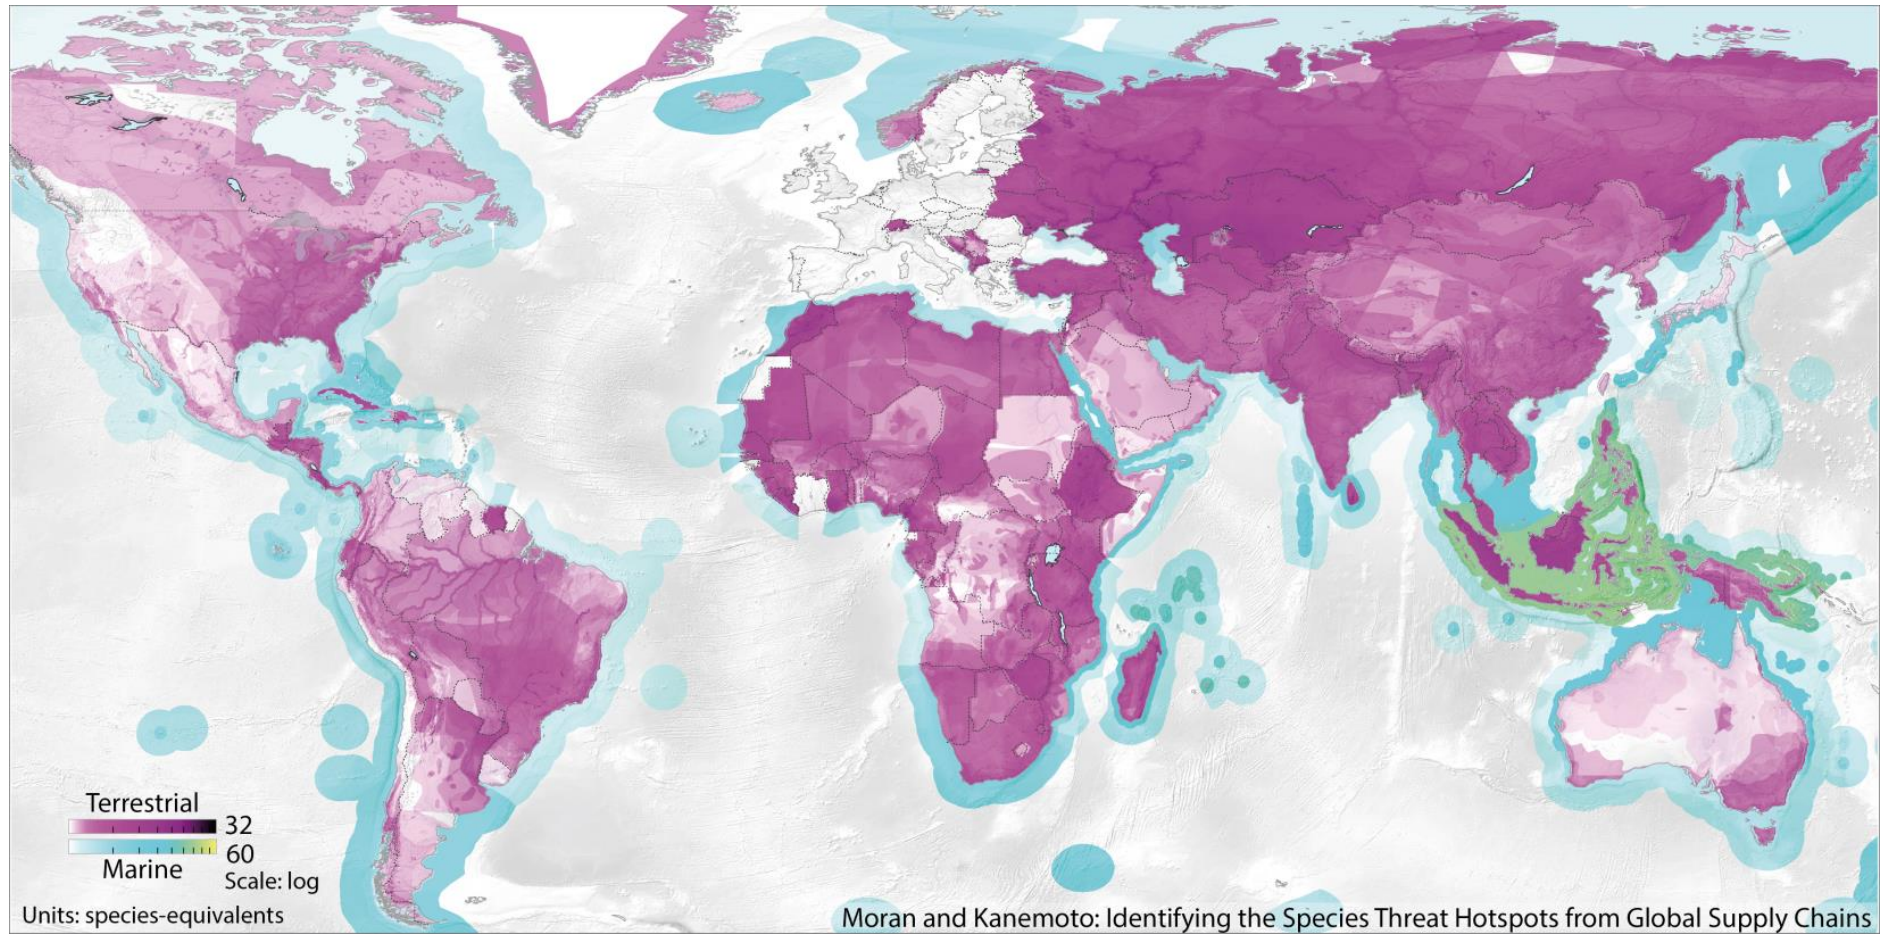 Terrestrial
32
60
Marine
Scale: log
Units: species-equivalents
Moran and Kanemoto: Identifying the Species Threat Hotspots from Global Supply Chains